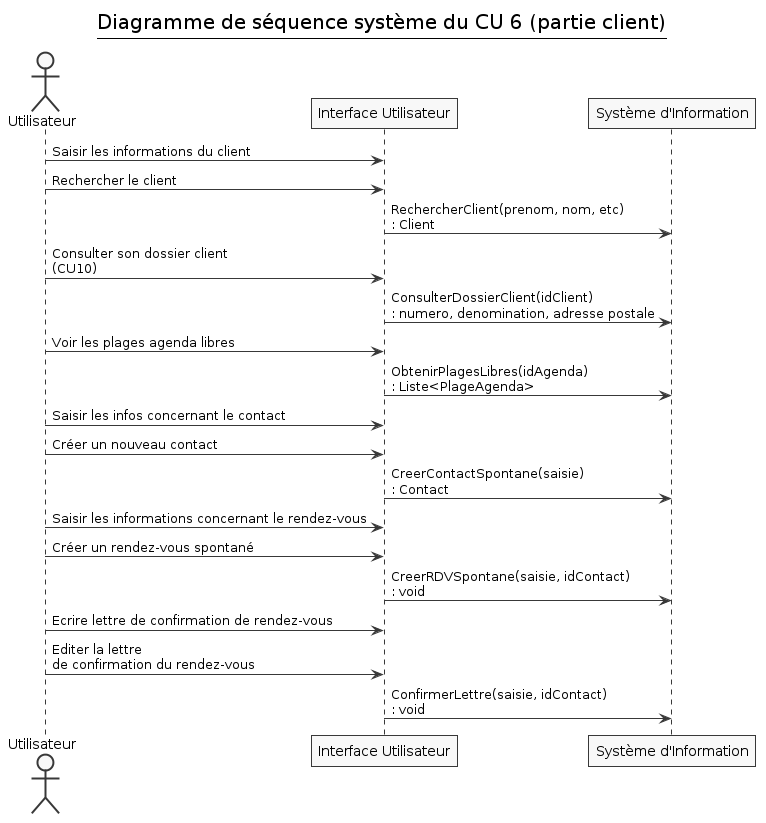 Diagramme de séquence système du CU 6 (partie client)
Utilisateur
Interface Utilisateur
Système d'Information
Saisir les informations du client
Rechercher le client
RechercherClient(prenom, nom, etc)
: Client
Consulter son dossier client
(CU10)
ConsulterDossierClient(idClient)
: numero, denomination, adresse postale
Voir les plages agenda libres
ObtenirPlagesLibres(idAgenda)
: Liste<PlageAgenda>
Saisir les infos concernant le contact
Créer un nouveau contact
CreerContactSpontane(saisie)
: Contact
Saisir les informations concernant le rendez-vous
Créer un rendez-vous spontané
CreerRDVSpontane(saisie, idContact)
: void
Ecrire lettre de confirmation de rendez-vous
Editer la lettre
de confirmation du rendez-vous
ConfirmerLettre(saisie, idContact)
: void
Utilisateur
Interface Utilisateur
Système d'Information